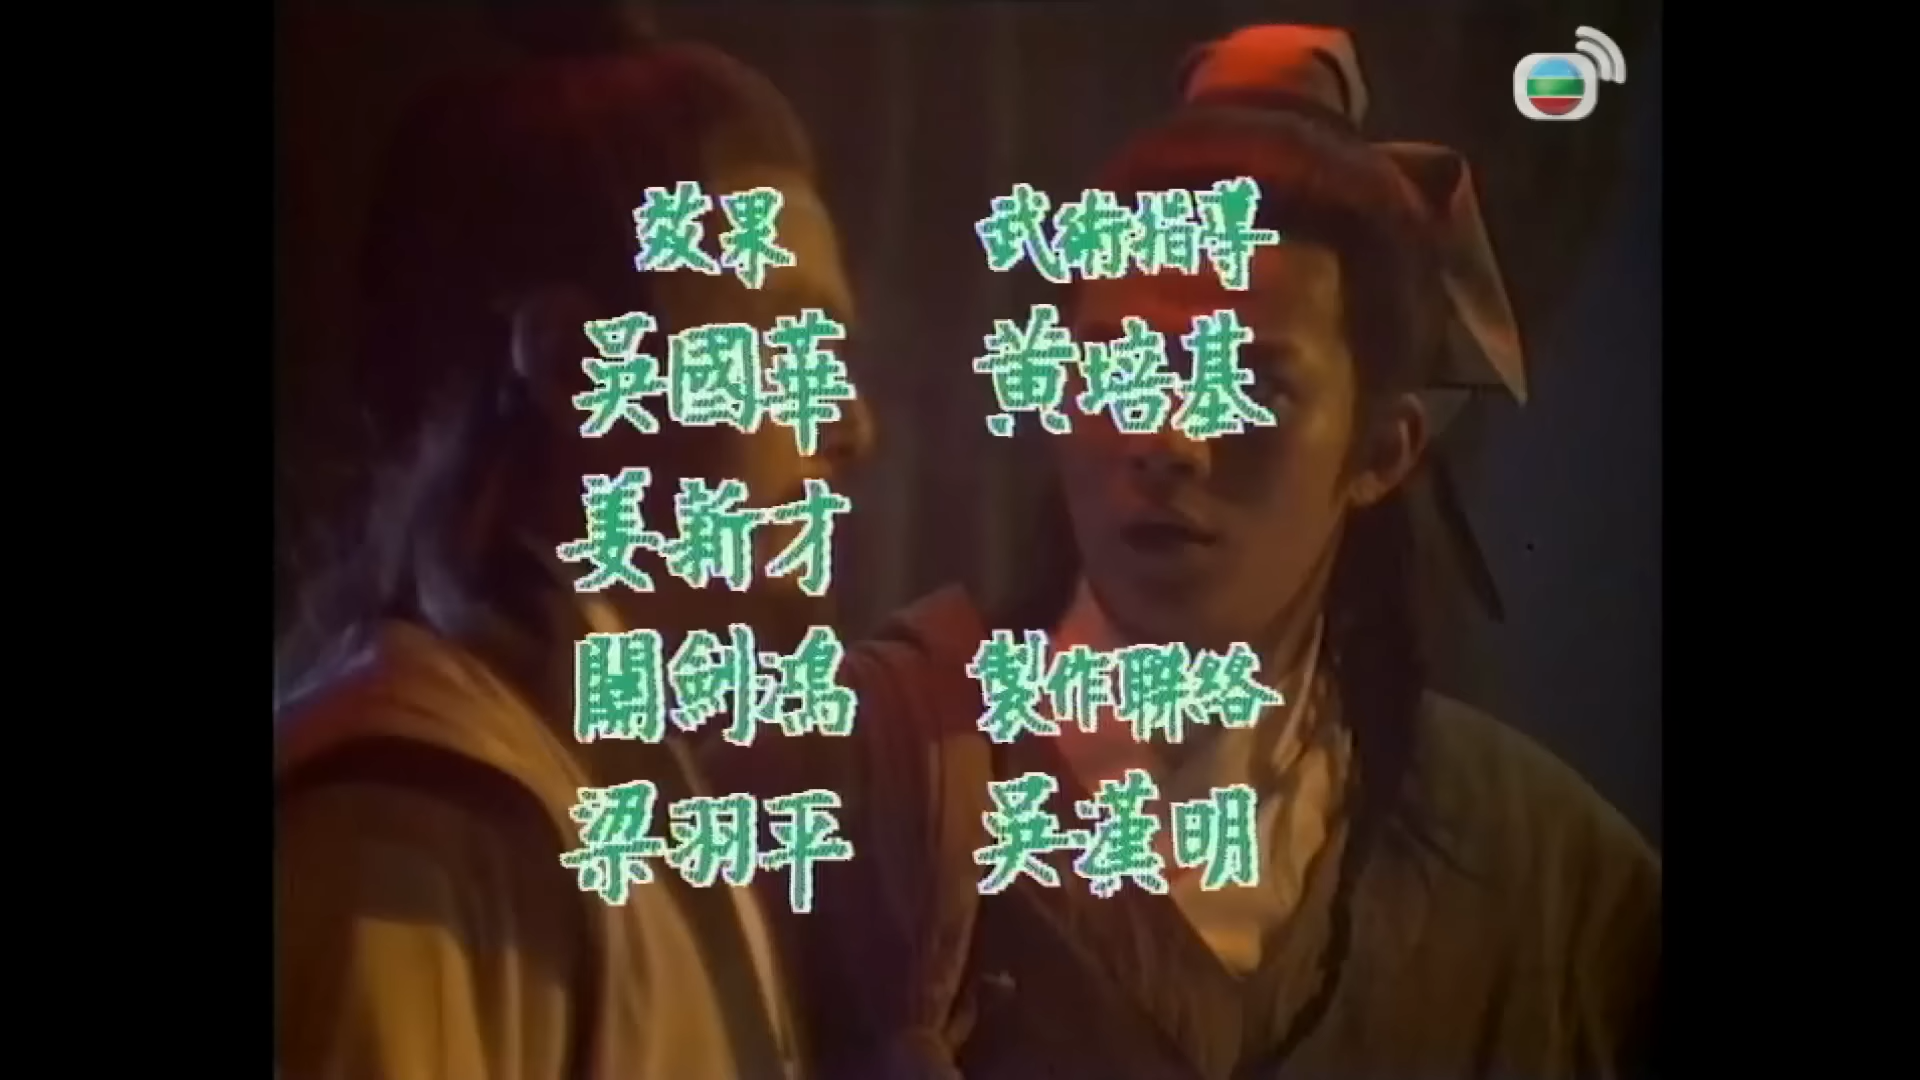 武術指導
黃培基
製作聯絡
吳漢明
效果
吳國華
姜新才
關劍鴻
梁羽平